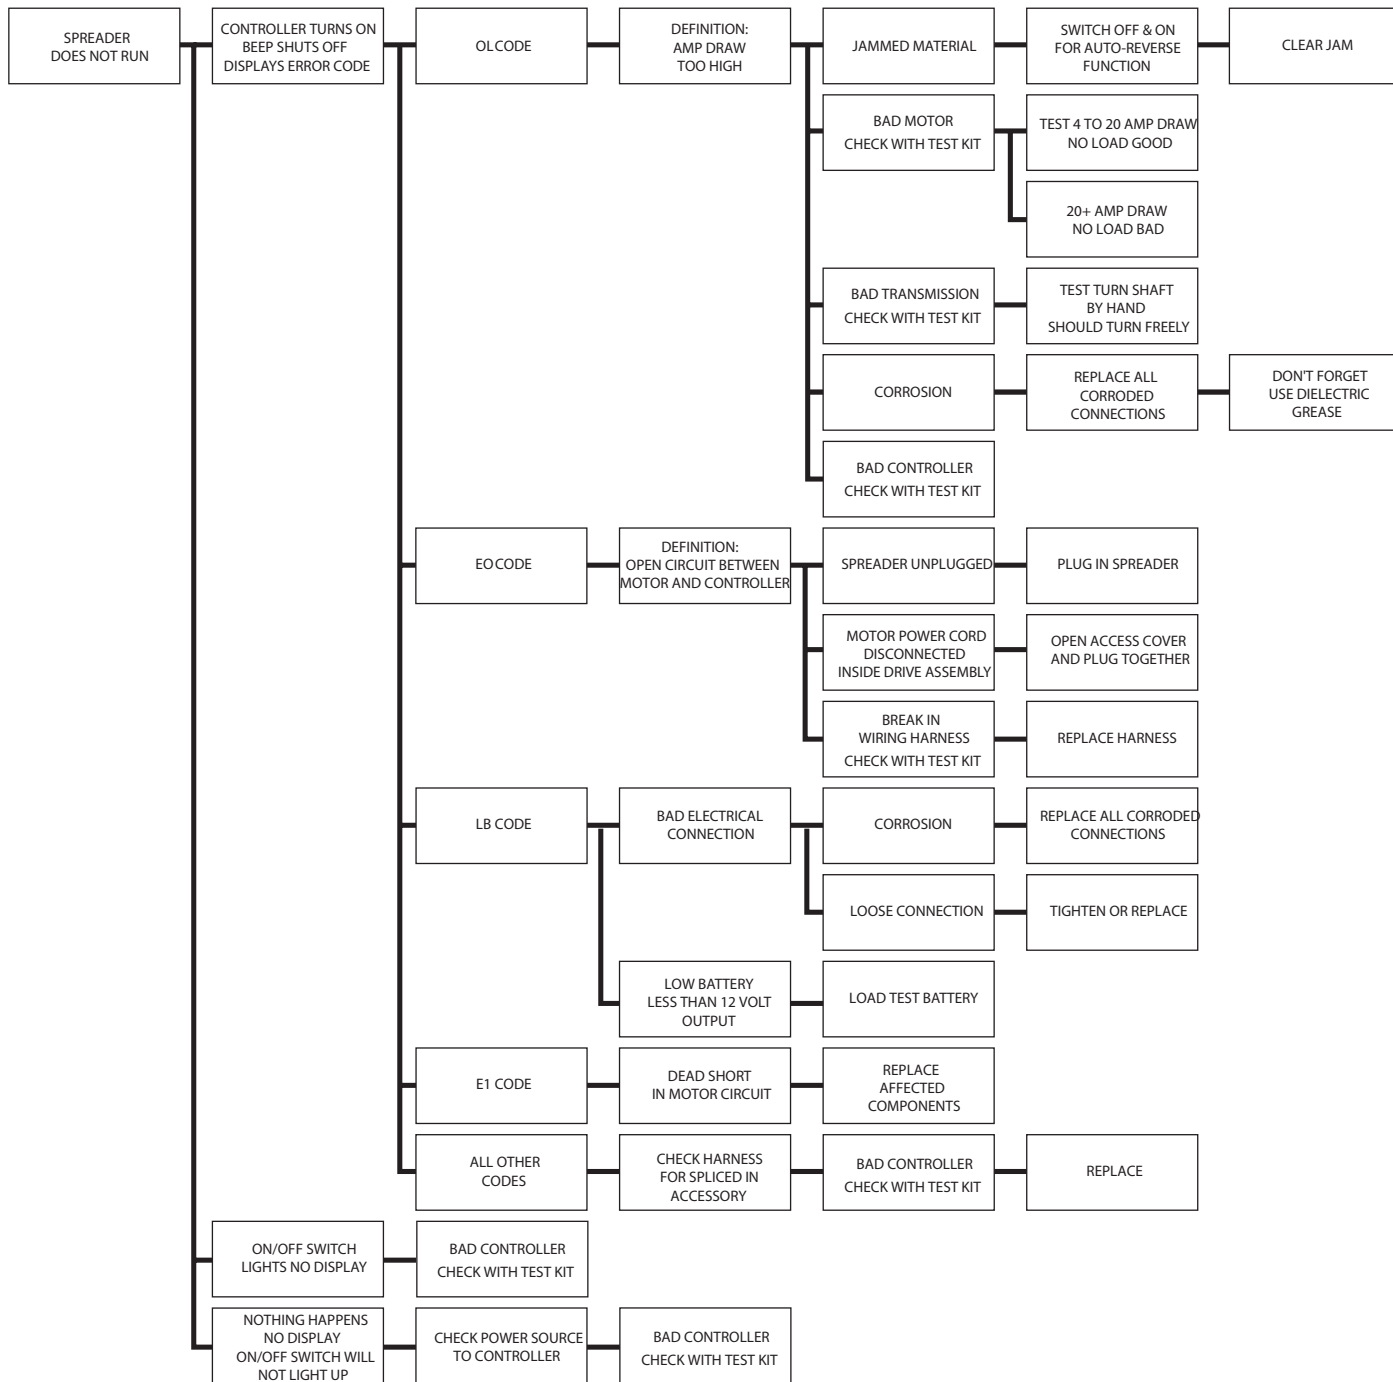 SPREADER
DOES NOT RUN
CONTROLLER TURNS ON
BEEP SHUTS OFF
DISPLAYS ERROR CODE
OL CODE
DEFINITION:
AMP DRAW
TOO HIGH
JAMMED MATERIAL
SWITCH OFF & ON
FOR AUTO-REVERSE
FUNCTION
CLEAR JAM
BAD MOTOR
CHECK WITH TEST KIT
TEST 4 TO 20 AMP DRAW
NO LOAD GOOD
20+ AMP DRAW
NO LOAD BAD
BAD TRANSMISSION
CHECK WITH TEST KIT
TEST TURN SHAFT
BY HAND
SHOULD TURN FREELY
CORROSION
REPLACE ALL
CORRODED
CONNECTIONS
DON'T FORGET
USE DIELECTRIC
GREASE
BAD CONTROLLER
CHECK WITH TEST KIT
EO CODE
DEFINITION:
OPEN CIRCUIT BETWEEN
MOTOR AND CONTROLLER
SPREADER UNPLUGGED
PLUG IN SPREADER
MOTOR POWER CORD
DISCONNECTED
INSIDE DRIVE ASSEMBLY
OPEN ACCESS COVER
AND PLUG TOGETHER
BREAK IN
WIRING HARNESS
CHECK WITH TEST KIT
REPLACE HARNESS
LB CODE
BAD ELECTRICAL
CONNECTION
CORROSION
REPLACE ALL CORRODED
CONNECTIONS
LOOSE CONNECTION
TIGHTEN OR REPLACE
LOW BATTERY
LESS THAN 12 VOLT
OUTPUT
LOAD TEST BATTERY
E1 CODE
DEAD SHORT
IN MOTOR CIRCUIT
REPLACE
AFFECTED
COMPONENTS
ALL OTHER
CODES
CHECK HARNESS
FOR SPLICED IN
ACCESSORY
BAD CONTROLLER
CHECK WITH TEST KIT
REPLACE
ON/OFF SWITCH
LIGHTS NO DISPLAY
BAD CONTROLLER
CHECK WITH TEST KIT
NOTHING HAPPENS
NO DISPLAY
ON/OFF SWITCH WILL
NOT LIGHT UP
CHECK POWER SOURCE
TO CONTROLLER
BAD CONTROLLER
CHECK WITH TEST KIT